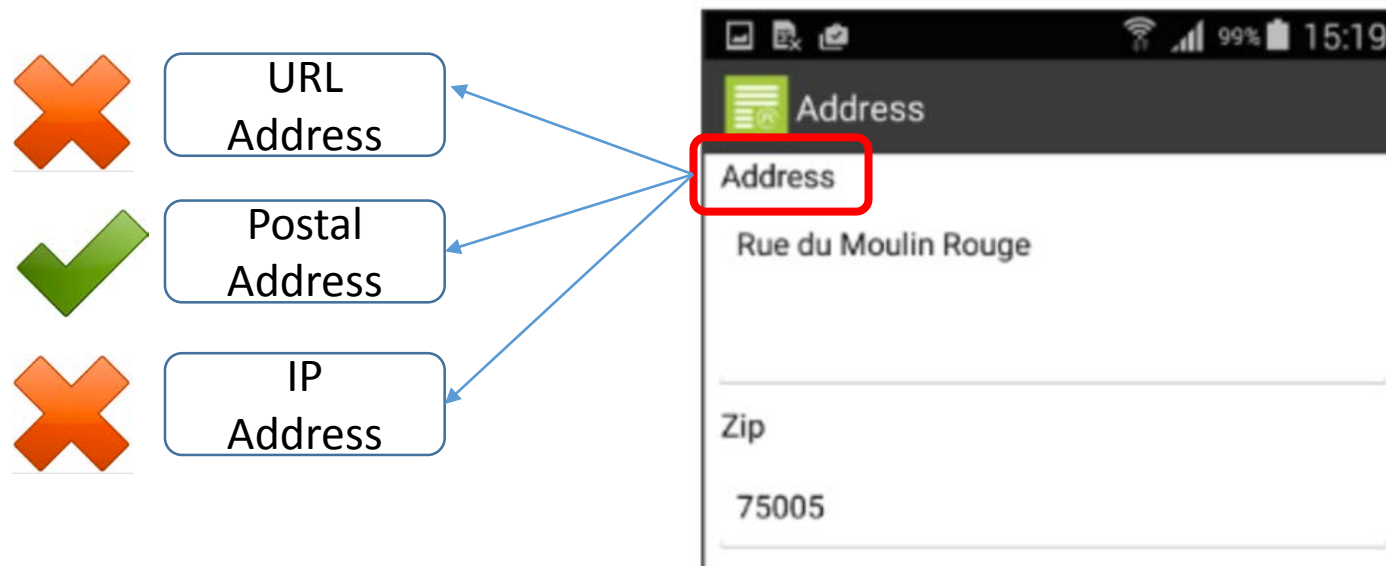 URL
Address
Postal
Address
IP
Address
99% 15:19
Address
Address
Rue du Moulin Rouge
Zip
75005